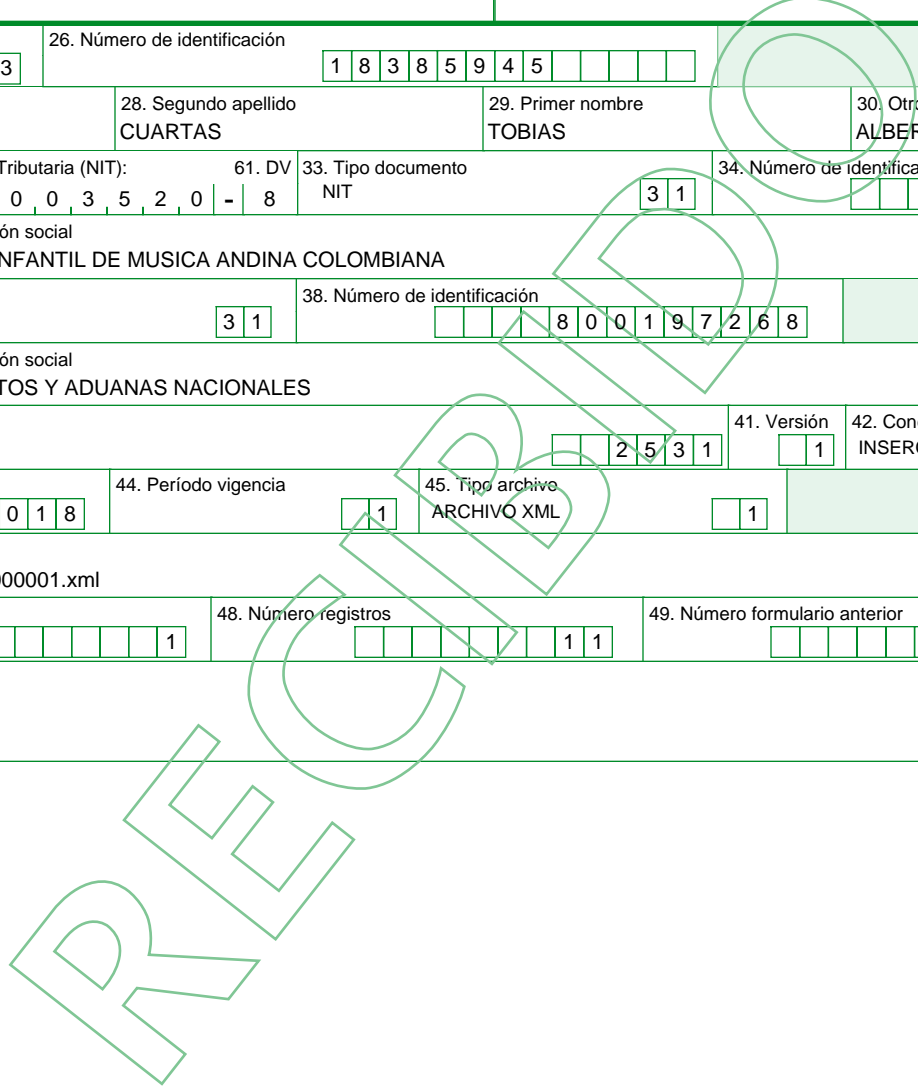 26. Número de identificación
3 1 8 3 8 5 9 4 5
28. Segundo apellido 29. Primer nombre 30. Otro
CUARTAS TOBIAS ALBER
Tributaria (NIT): 61. DV 33. Tipo documento 34. Número de identifica
0 0 3 5 2 0 - 8 NIT 3 1
ón social
NFANTIL DE MUSICA ANDINA COLOMBIANA
38. Número de identificación
3 1 8 0 0 1 9 7 2 6 8
ón social
TOS Y ADUANAS NACIONALES
41. Versión 42. Con
2 5 3 1 1 INSER
44. Período vigencia 45. Tipo archivo
0 1 8 1 ARCHIVO XML 1
000001.xml
48. Número registros 49. Número formulario anterior
1 1 1
RECIBIDO